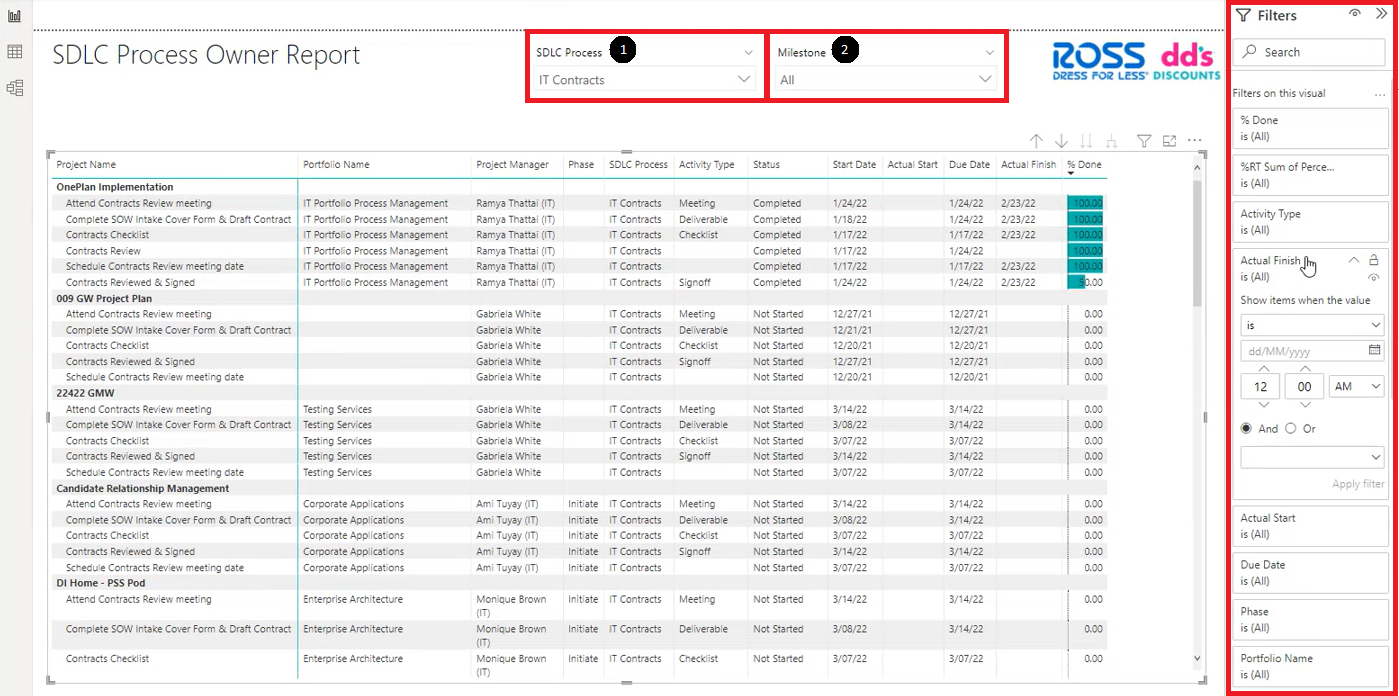 SDLC Process Owner Report
SDLC Process 1
IT Contracts
Milestone 2
All
ROSS
DRESS FOR LESS®
dd's
DISCOUNTS
Project Name Portfolio Name Project Manager Phase SDLC Process Activity Type Status Start Date Actual Start Due Date Actual Finish % Done
OnePlan Implementation
Attend Contracts Review meeting IT Portfolio Process Management Ramya Thattai (IT) IT Contracts Meeting Completed 1/24/22 1/24/22 2/23/22 100.00
Complete SOW Intake Cover Form & Draft Contract IT Portfolio Process Management Ramya Thattai (IT) IT Contracts Deliverable Completed 1/18/22 1/24/22 2/23/22 100.00
Contracts Checklist IT Portfolio Process Management Ramya Thattai (IT) IT Contracts Checklist Completed 1/17/22 1/17/22 2/23/22 100.00
Contracts Review IT Portfolio Process Management Ramya Thattai (IT) IT Contracts Completed 1/17/22 1/24/22 100.00
Schedule Contracts Review meeting date IT Portfolio Process Management Ramya Thattai (IT) IT Contracts Completed 1/17/22 1/17/22 2/23/22 100.00
Contracts Reviewed & Signed IT Portfolio Process Management Ramya Thattai (IT) IT Contracts Signoff Completed 1/24/22 1/24/22 2/23/22 50.00
009 GW Project Plan
Attend Contracts Review meeting Gabriela White IT Contracts Meeting Not Started 12/27/21 12/27/21 0.00
Complete SOW Intake Cover Form & Draft Contract Gabriela White IT Contracts Deliverable Not Started 12/21/21 12/27/21 0.00
Contracts Checklist Gabriela White IT Contracts Checklist Not Started 12/20/21 12/20/21 0.00
Contracts Reviewed & Signed Gabriela White IT Contracts Signoff Not Started 12/27/21 12/27/21 0.00
Schedule Contracts Review meeting date Gabriela White IT Contracts Not Started 12/20/21 12/20/21 0.00
22422 GMW
Attend Contracts Review meeting Testing Services Gabriela White IT Contracts Meeting Not Started 3/14/22 3/14/22 0.00
Complete SOW Intake Cover Form & Draft Contract Testing Services Gabriela White IT Contracts Deliverable Not Started 3/08/22 3/14/22 0.00
Contracts Checklist Testing Services Gabriela White IT Contracts Checklist Not Started 3/07/22 3/07/22 0.00
Contracts Reviewed & Signed Testing Services Gabriela White IT Contracts Signoff Not Started 3/14/22 3/14/22 0.00
Schedule Contracts Review meeting date Testing Services Gabriela White IT Contracts Not Started 3/07/22 3/07/22 0.00
Candidate Relationship Management
Attend Contracts Review meeting Corporate Applications Ami Tuyay (IT) Initiate IT Contracts Meeting Not Started 3/14/22 3/14/22 0.00
Complete SOW Intake Cover Form & Draft Contract Corporate Applications Ami Tuyay (IT) Initiate IT Contracts Deliverable Not Started 3/08/22 3/14/22 0.00
Contracts Checklist Corporate Applications Ami Tuyay (IT) Initiate IT Contracts Checklist Not Started 3/07/22 3/07/22 0.00
Contracts Reviewed & Signed Corporate Applications Ami Tuyay (IT) Initiate IT Contracts Signoff Not Started 3/14/22 3/14/22 0.00
Schedule Contracts Review meeting date Corporate Applications Ami Tuyay (IT) Initiate IT Contracts Not Started 3/07/22 3/07/22 0.00
DI Home - PSS Pod
Attend Contracts Review meeting Enterprise Architecture Monique Brown Initiate IT Contracts Meeting Not Started 3/14/22 3/14/22 0.00
(IT)
Complete SOW Intake Cover Form & Draft Contract Enterprise Architecture Monique Brown Initiate IT Contracts Deliverable Not Started 3/08/22 3/14/22 0.00
(IT)
Contracts Checklist Enterprise Architecture Monique Brown Initiate IT Contracts Checklist Not Started 3/07/22 3/07/22 0.00
(IT)
Filters
Search
Filters on this visual ...
% Done
is (All)
%RT Sum of Perce...
is (All)
Activity Type
is (All)
Actual Finish
is (All)
Show items when the value
is
dd/MM/yyyy
12 00 AM
And Or
Apply filter
Actual Start
is (All)
Due Date
is (All)
Phase
is (All)
Portfolio Name
is (All)